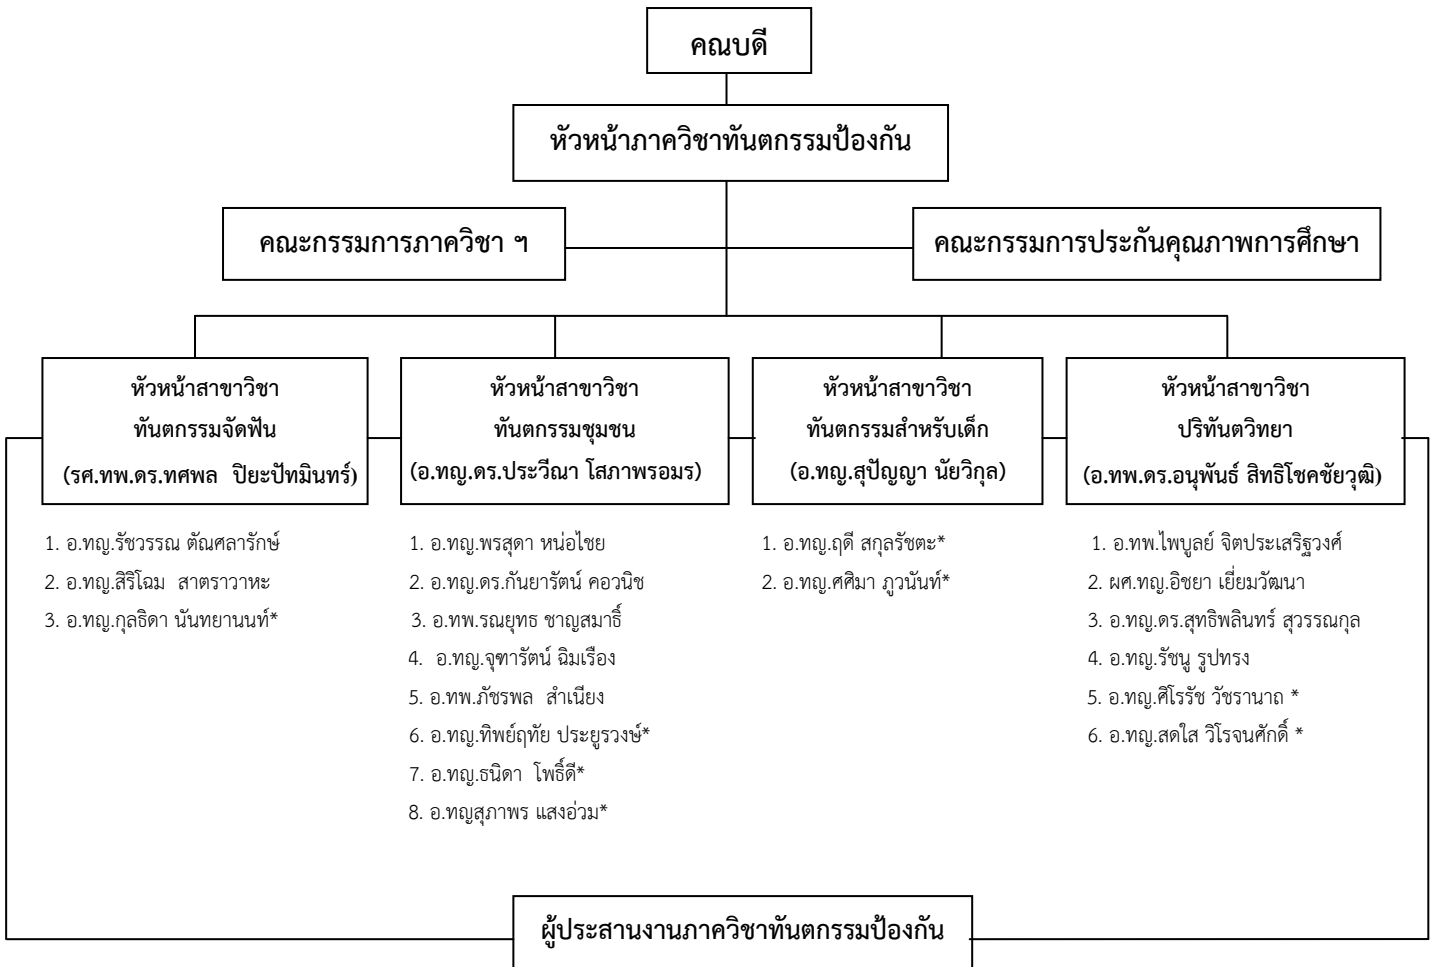 คณบดี
หัวหน้าภาควิชาทันตกรรมป้องกัน
คณะกรรมการภาควิชา ฯ
คณะกรรมการประกันคุณภาพการศึกษา
หัวหน้าสาขาวิชา
ทันตกรรมจัดฟัน
(รศ.ทพ.ดร.ทศพล  ปิยะปัทมินทร์)
หัวหน้าสาขาวิชา
ทันตกรรมชุมชน
(อ.ทญ.ดร.ประวีณา โสภาพรอมร)
หัวหน้าสาขาวิชา
ทันตกรรมสำหรับเด็ก
(อ.ทญ.สุปัญญา นัยวิกุล)
หัวหน้าสาขาวิชา
ปริทันตวิทยา
(อ.ทพ.ดร.อนุพันธ์ สิทธิโชคชัยวุฒิ)
1. อ.ทญ.รัชวรรณ ตัณศลารักษ์
2. อ.ทญ.สิริโฉม  สาตราวาหะ
3. อ.ทญ.กุลธิดา นันทยานนท์*
1. อ.ทญ.พรสุดา หน่อไชย
2. อ.ทญ.ดร.กันยารัตน์ คอวนิช
3. อ.ทพ.รณยุทธ ชาญสมาธิ์
4.  อ.ทญ.จุฑารัตน์ ฉิมเรือง
5. อ.ทพ.ภัชรพล  สำเนียง
6. อ.ทญ.ทิพย์ฤทัย ประยูรวงษ์*
7. อ.ทญ.ธนิดา  โพธิ์ดี*
8. อ.ทญสุภาพร แสงอ่วม*
1. อ.ทญ.ฤดี สกุลรัชตะ*
2. อ.ทญ.ศศิมา ภูวนันท์*
1. อ.ทพ.ไพบูลย์ จิตประเสริฐวงศ์
2. ผศ.ทญ.อิชยา เยี่ยมวัฒนา
3. อ.ทญ.ดร.สุทธิพลินทร์ สุวรรณกุล
4. อ.ทญ.รัชนู รูปทรง
5. อ.ทญ.ศิโรรัช วัชรานาถ *
6. อ.ทญ.สดใส วิโรจนศักดิ์ *
ผู้ประสานงานภาควิชาทันตกรรมป้องกัน